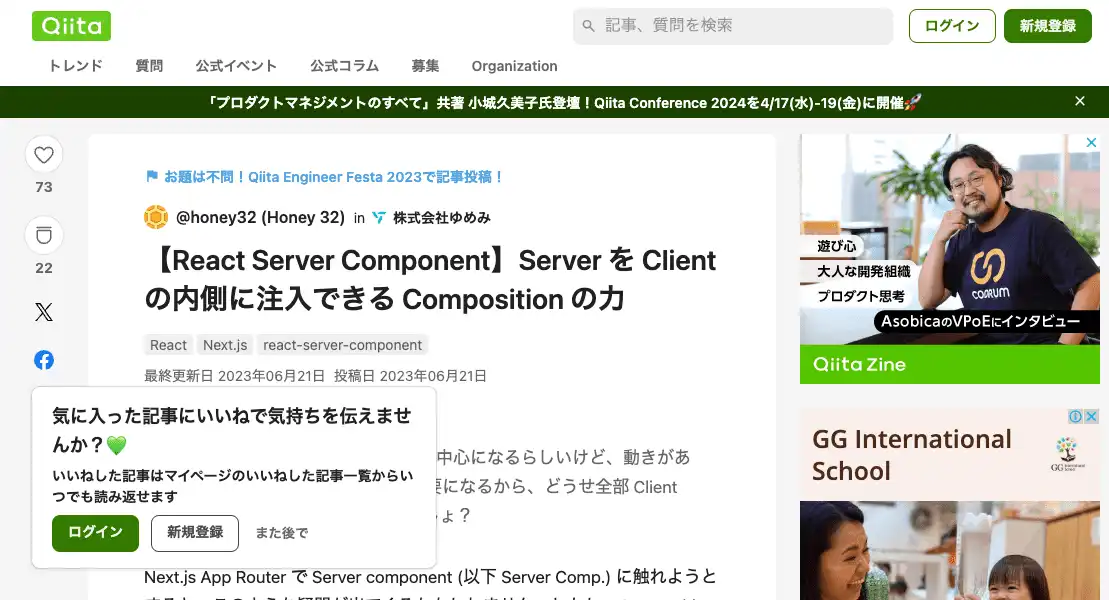 Qiita
記事、質問を検索
ログイン
新規登録
トレンド 質問 公式イベント 公式コラム 募集 Organization
「プロダクトマネジメントのすべて」共著 小城久美子氏登壇！Qiita Conference 2024を4/17(水)-19(金)に開催🚀
73
22
お題は不問！Qiita Engineer Festa 2023で記事投稿！
@honey32 (Honey 32) in 株式会社ゆめみ
【React Server Component】Server を Client
の内側に注入できる Composition の力
React Next.js react-server-component
最終更新日 2023年06月21日 投稿日 2023年06月21日
中心になるらしいけど、動きがあ
になるから、どうせ全部 Client
しょ？
Next.js App Router で Server component (以下 Server Comp.) に触れようと
気に入った記事にいいねで気持ちを伝えませ
んか？💚
いいねした記事はマイページのいいねした記事一覧からい
つでも読み返せます
ログイン 新規登録 また後で
遊び心
大人な開発組織
プロダクト思考
COORUM
AsobicaのVPoEにインタビュー
Qiita Zine
GG International
School
GG International